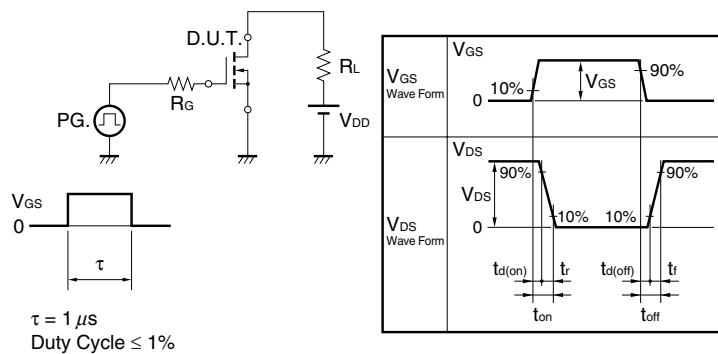 D.U.T.
RL
RG
PG.
VDD
VGS
0
τ
τ = 1 μs
Duty Cycle ≤ 1%
VGS
Wave Form
VGS
10%
0
VGS
90%
VDS
Wave Form
VDS
90%
VDS
0
10%
10%
90%
td(on)
tr
td(off)
tf
ton
toff